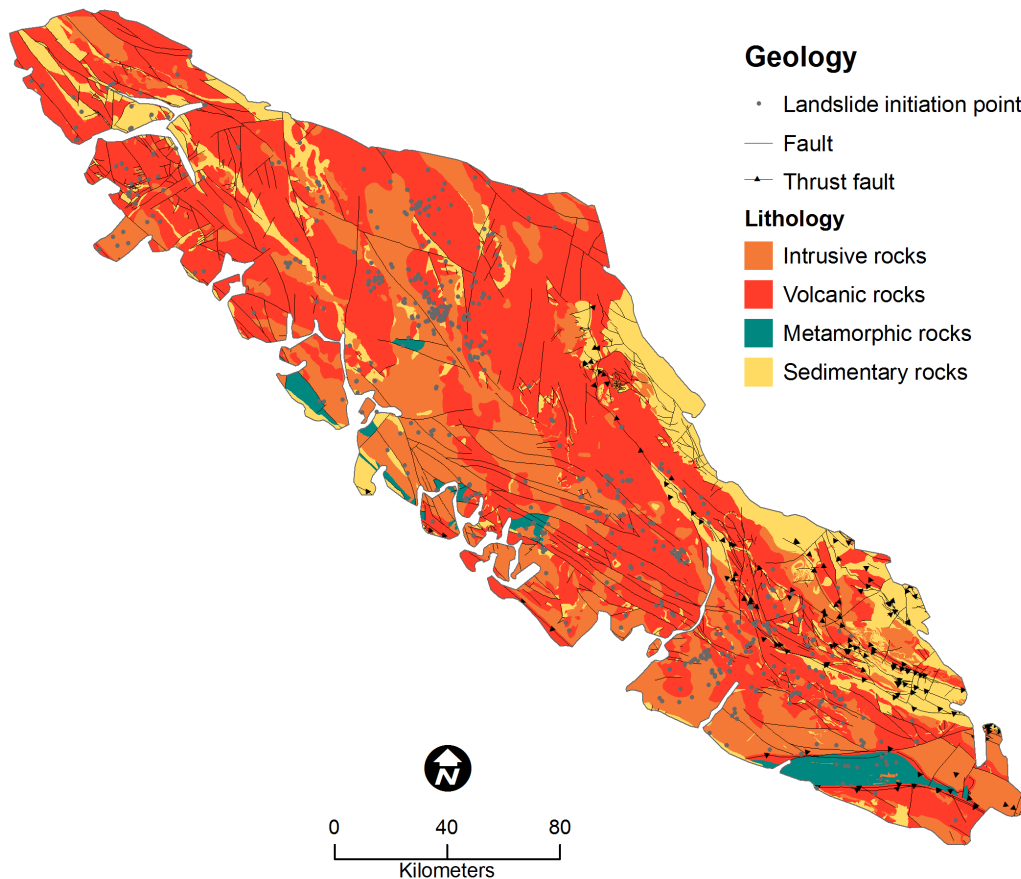 Geology
Landslide initiation point
Fault
Thrust fault
Lithology
Intrusive rocks
Volcanic rocks
Metamorphic rocks
Sedimentary rocks
N
0 40 80
Kilometers